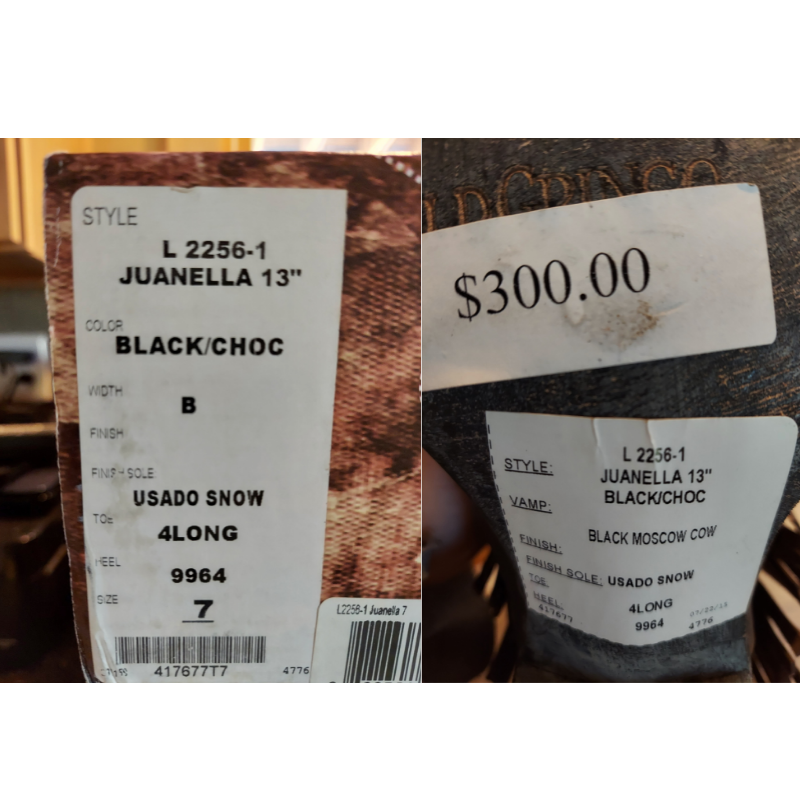 STYLE
L 2256-1
JUANELLA 13"
COLOR
BLACK/CHOC
WIDTH
B
FINISH
FINISH SOLE
USADO SNOW
TOE
4LONG
HEEL
9964
SIZE
7
417677T7
4776
L2256-1 Juanella 7
$300.00
STYLE:
L 2256-1
JUANELLA 13"
VAMP:
BLACK/CHOC
FINISH:
BLACK MOSCOW COW
FINISH SOLE: USADO SNOW
TOE
4LONG
HEEL
9964
417677
4776